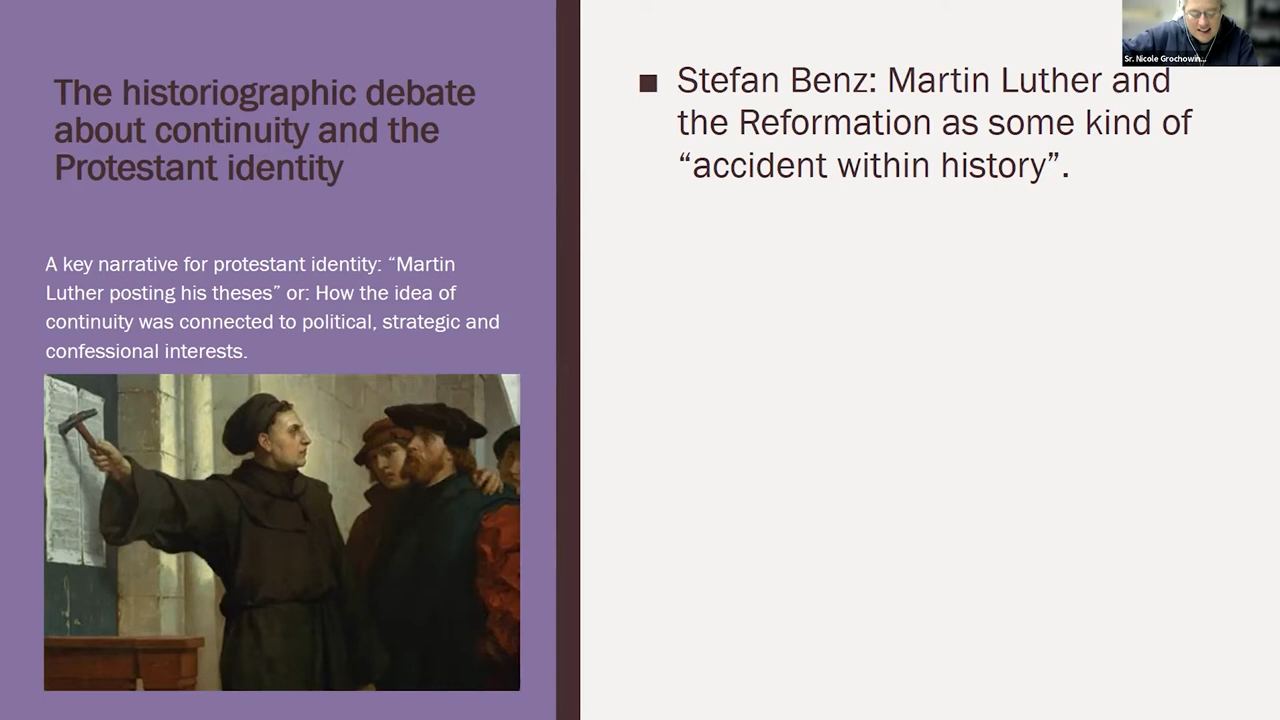 The historiographic debate
about continuity and the
Protestant identity
A key narrative for protestant identity: “Martin
Luther posting his theses” or: How the idea of
continuity was connected to political, strategic and
confessional interests.
■ Stefan Benz: Martin Luther and
the Reformation as some kind of
“accident within history”.
Sr. Nicole Grochowin...